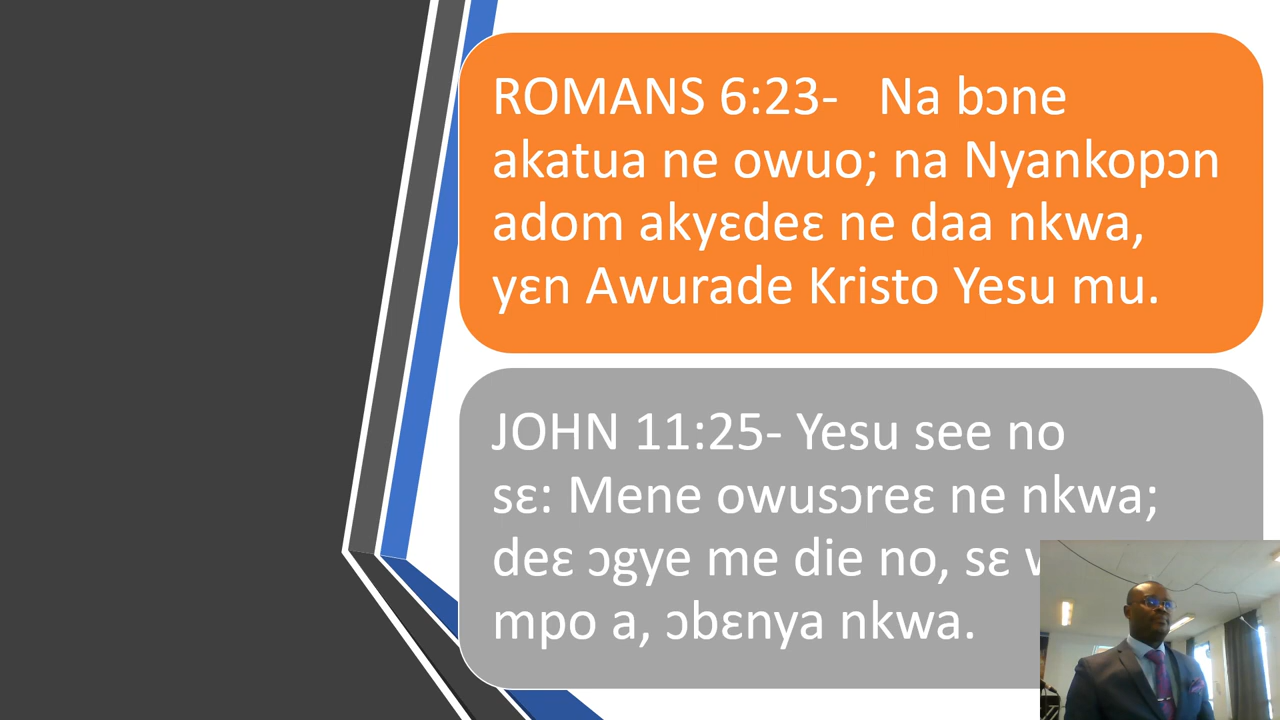 ROMANS 6:23- Na bɔne
akatua ne owuo; na Nyankopɔn
adom akyɛdeɛ ne daa nkwa,
yɛn Awurade Kristo Yesu mu.
JOHN 11:25- Yesu see no
sɛ: Mene owusɔreɛ ne nkwa;
deɛ ɔgye me die no, sɛ
mpo a, ɔbɛnya nkwa.